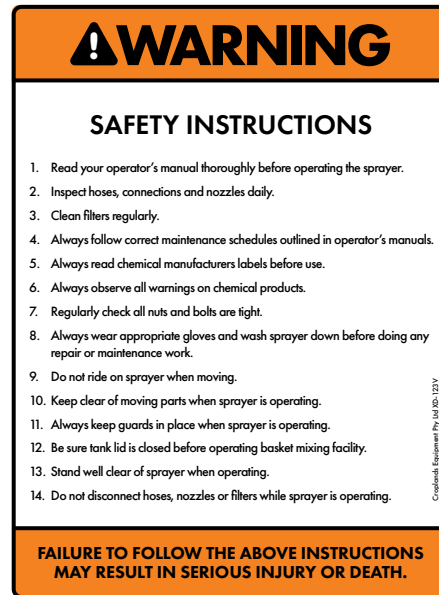 WARNING
SAFETY INSTRUCTIONS
1. Read your operator's manual thoroughly before operating the sprayer.
2. Inspect hoses, connections and nozzles daily.
3. Clean filters regularly.
4. Always follow correct maintenance schedules outlined in operator's manuals.
5. Always read chemical manufacturers labels before use.
6. Always observe all warnings on chemical products.
7. Regularly check all nuts and bolts are tight.
8. Always wear appropriate gloves and wash sprayer down before doing any
repair or maintenance work.
9. Do not ride on sprayer when moving.
10. Keep clear of moving parts when sprayer is operating.
11. Always keep guards in place when sprayer is operating.
12. Be sure tank lid is closed before operating basket mixing facility.
13. Stand well clear of sprayer when operating.
14. Do not disconnect hoses, nozzles or filters while sprayer is operating.
Croplands Equipment Pty Ltd XD-123V
FAILURE TO FOLLOW THE ABOVE INSTRUCTIONS
MAY RESULT IN SERIOUS INJURY OR DEATH.